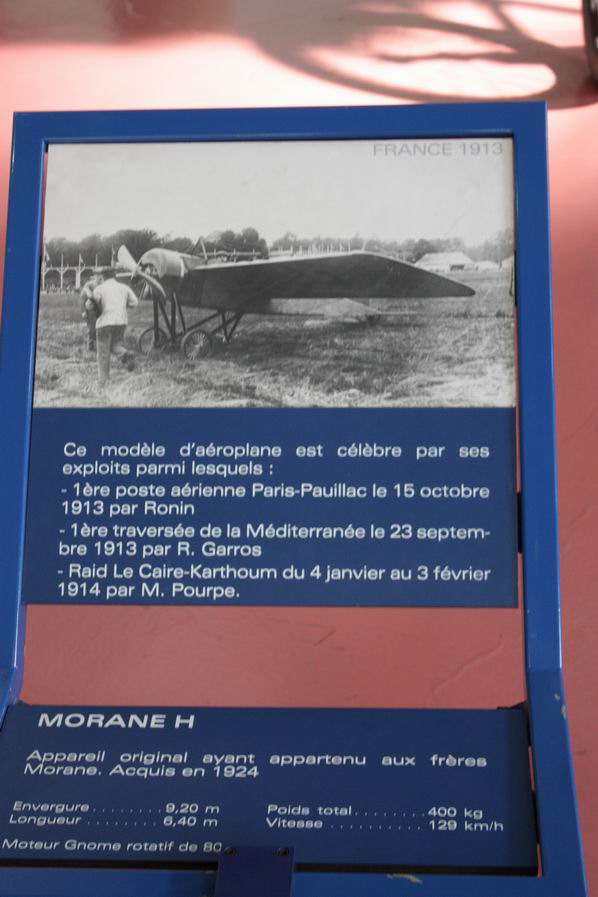 FRANCE 1913
Ce modèle d'aéroplane est célèbre par ses
exploits parmi lesquels :
- 1ère poste aérienne Paris-Pauillac le 15 octobre
1913 par Ronin
- 1ère traversée de la Méditerranée le 23 septem-
bre 1913 par R. Garros
- Raid Le Caire-Karthoum du 4 janvier au 3 février
1914 par M. Pourpe.
MORANE H
Appareil original ayant appartenu aux frères
Morane. Acquis en 1924
Envergure........9,20 m
Longueur ........ 6,40 m
Poids total........400 kg
Vitesse ..........129 km/h
Moteur Gnome rotatif de 80